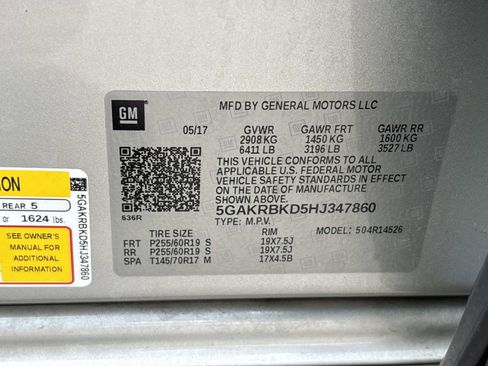 GM
MFD BY GENERAL MOTORS LLC
05/17 GVWR GAWR FRT GAWR RR
2908 KG 1450 KG 1600 KG
6411 LB 3196 LB 3527 LB
THIS VEHICLE CONFORMS TO ALL
APPLICABLE U.S. FEDERAL MOTOR
VEHICLE SAFETY STANDARDS IN
EFFECT ON THE DATE OF MANUFACTURE
SHOWN ABOVE.
5GAKRBKD5HJ347860
TYPE: M.P.V.
636R
504R14526
TIRE SIZE RIM
FRT P255/60R19 S 19X7.5J
RR P255/60R19 S 19X7.5J
SPA T145/70R17 M 17X4.5B
ON
REAR 5
or 1624 lbs.
SEE OWNER'S
MANUAL FOR
ADDITIONAL
INFORMATION
5GAKRBKD5HJ347860